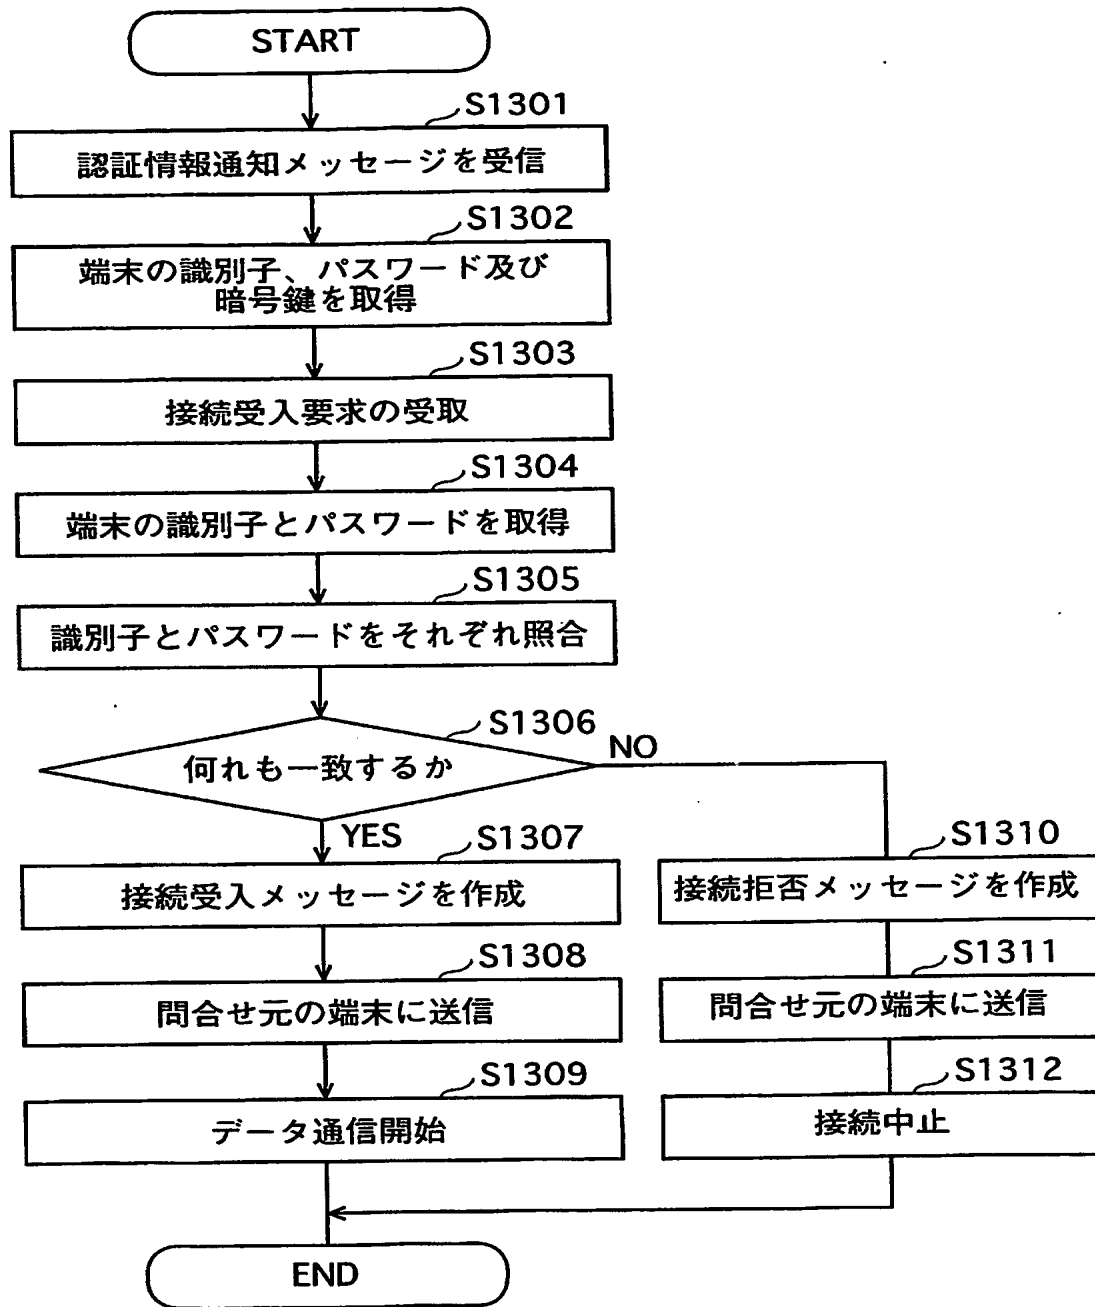 START
S1301
認証情報通知メッセージを受信
S1302
端末の識別子、パスワード及び
暗号鍵を取得
S1303
接続受入要求の受取
S1304
端末の識別子とパスワードを取得
S1305
識別子とパスワードをそれぞれ照合
S1306
何れも一致するか
NO
YES
S1307
接続受入メッセージを作成
S1308
問合せ元の端末に送信
S1309
データ通信開始
S1310
接続拒否メッセージを作成
S1311
問合せ元の端末に送信
S1312
接続中止
END